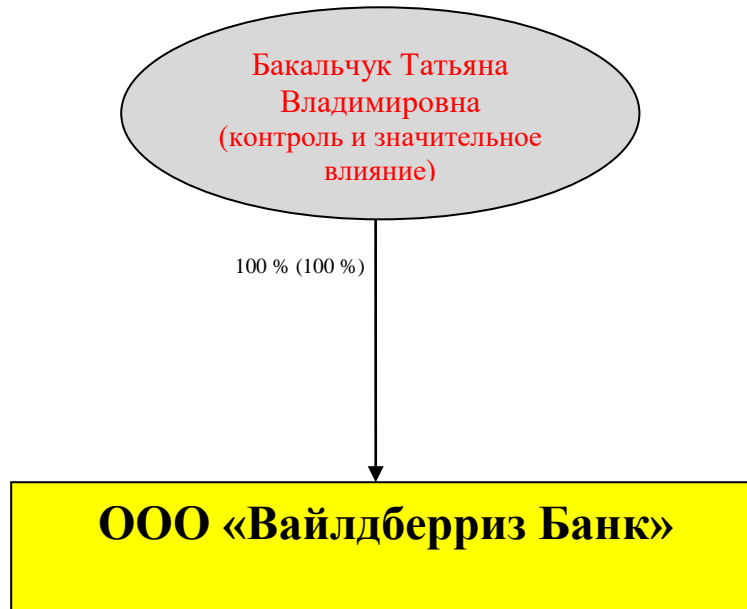 Бакальчук Татьяна
Владимировна
(контроль и значительное
влияние)
100 % (100 %)
ООО «Вайлдберриз Банк»